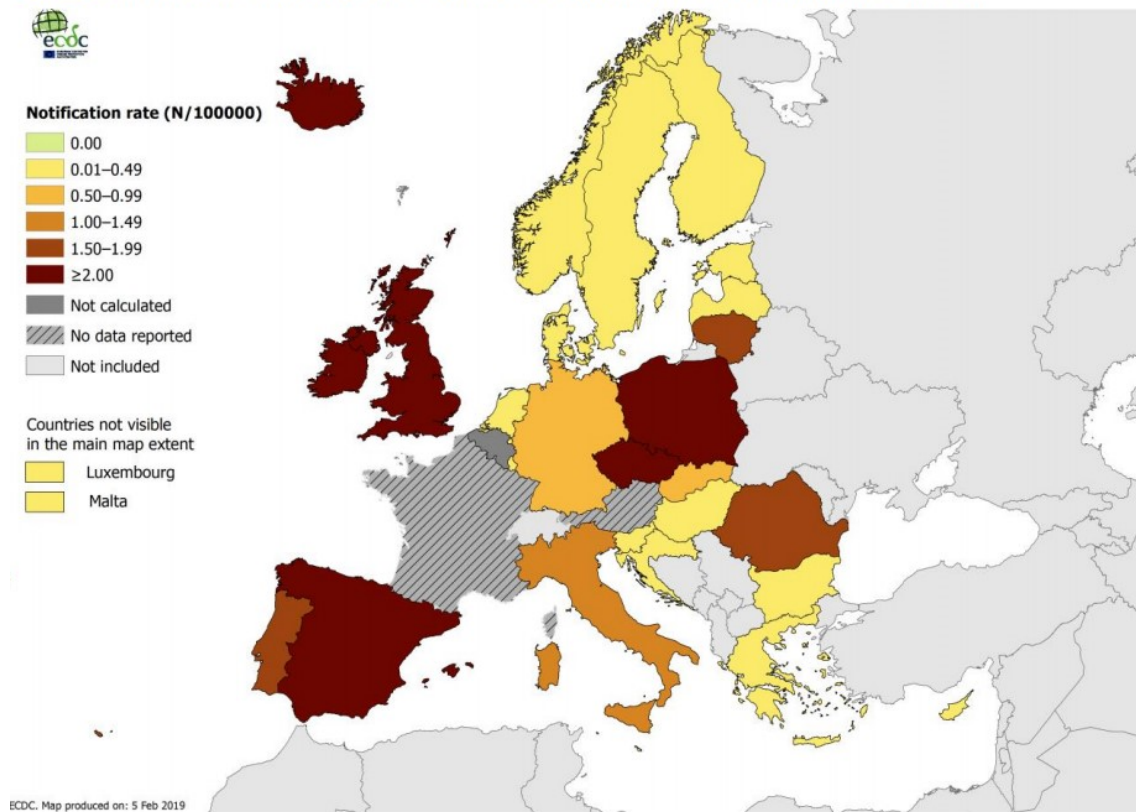 ecdc
Notification rate (N/100000)
0.00
0.01–0.49
0.50–0.99
1.00–1.49
1.50–1.99
≥2.00
Not calculated
No data reported
Not included
Countries not visible
in the main map extent
Luxembourg
Malta
ECDC. Map produced on: 5 Feb 2019